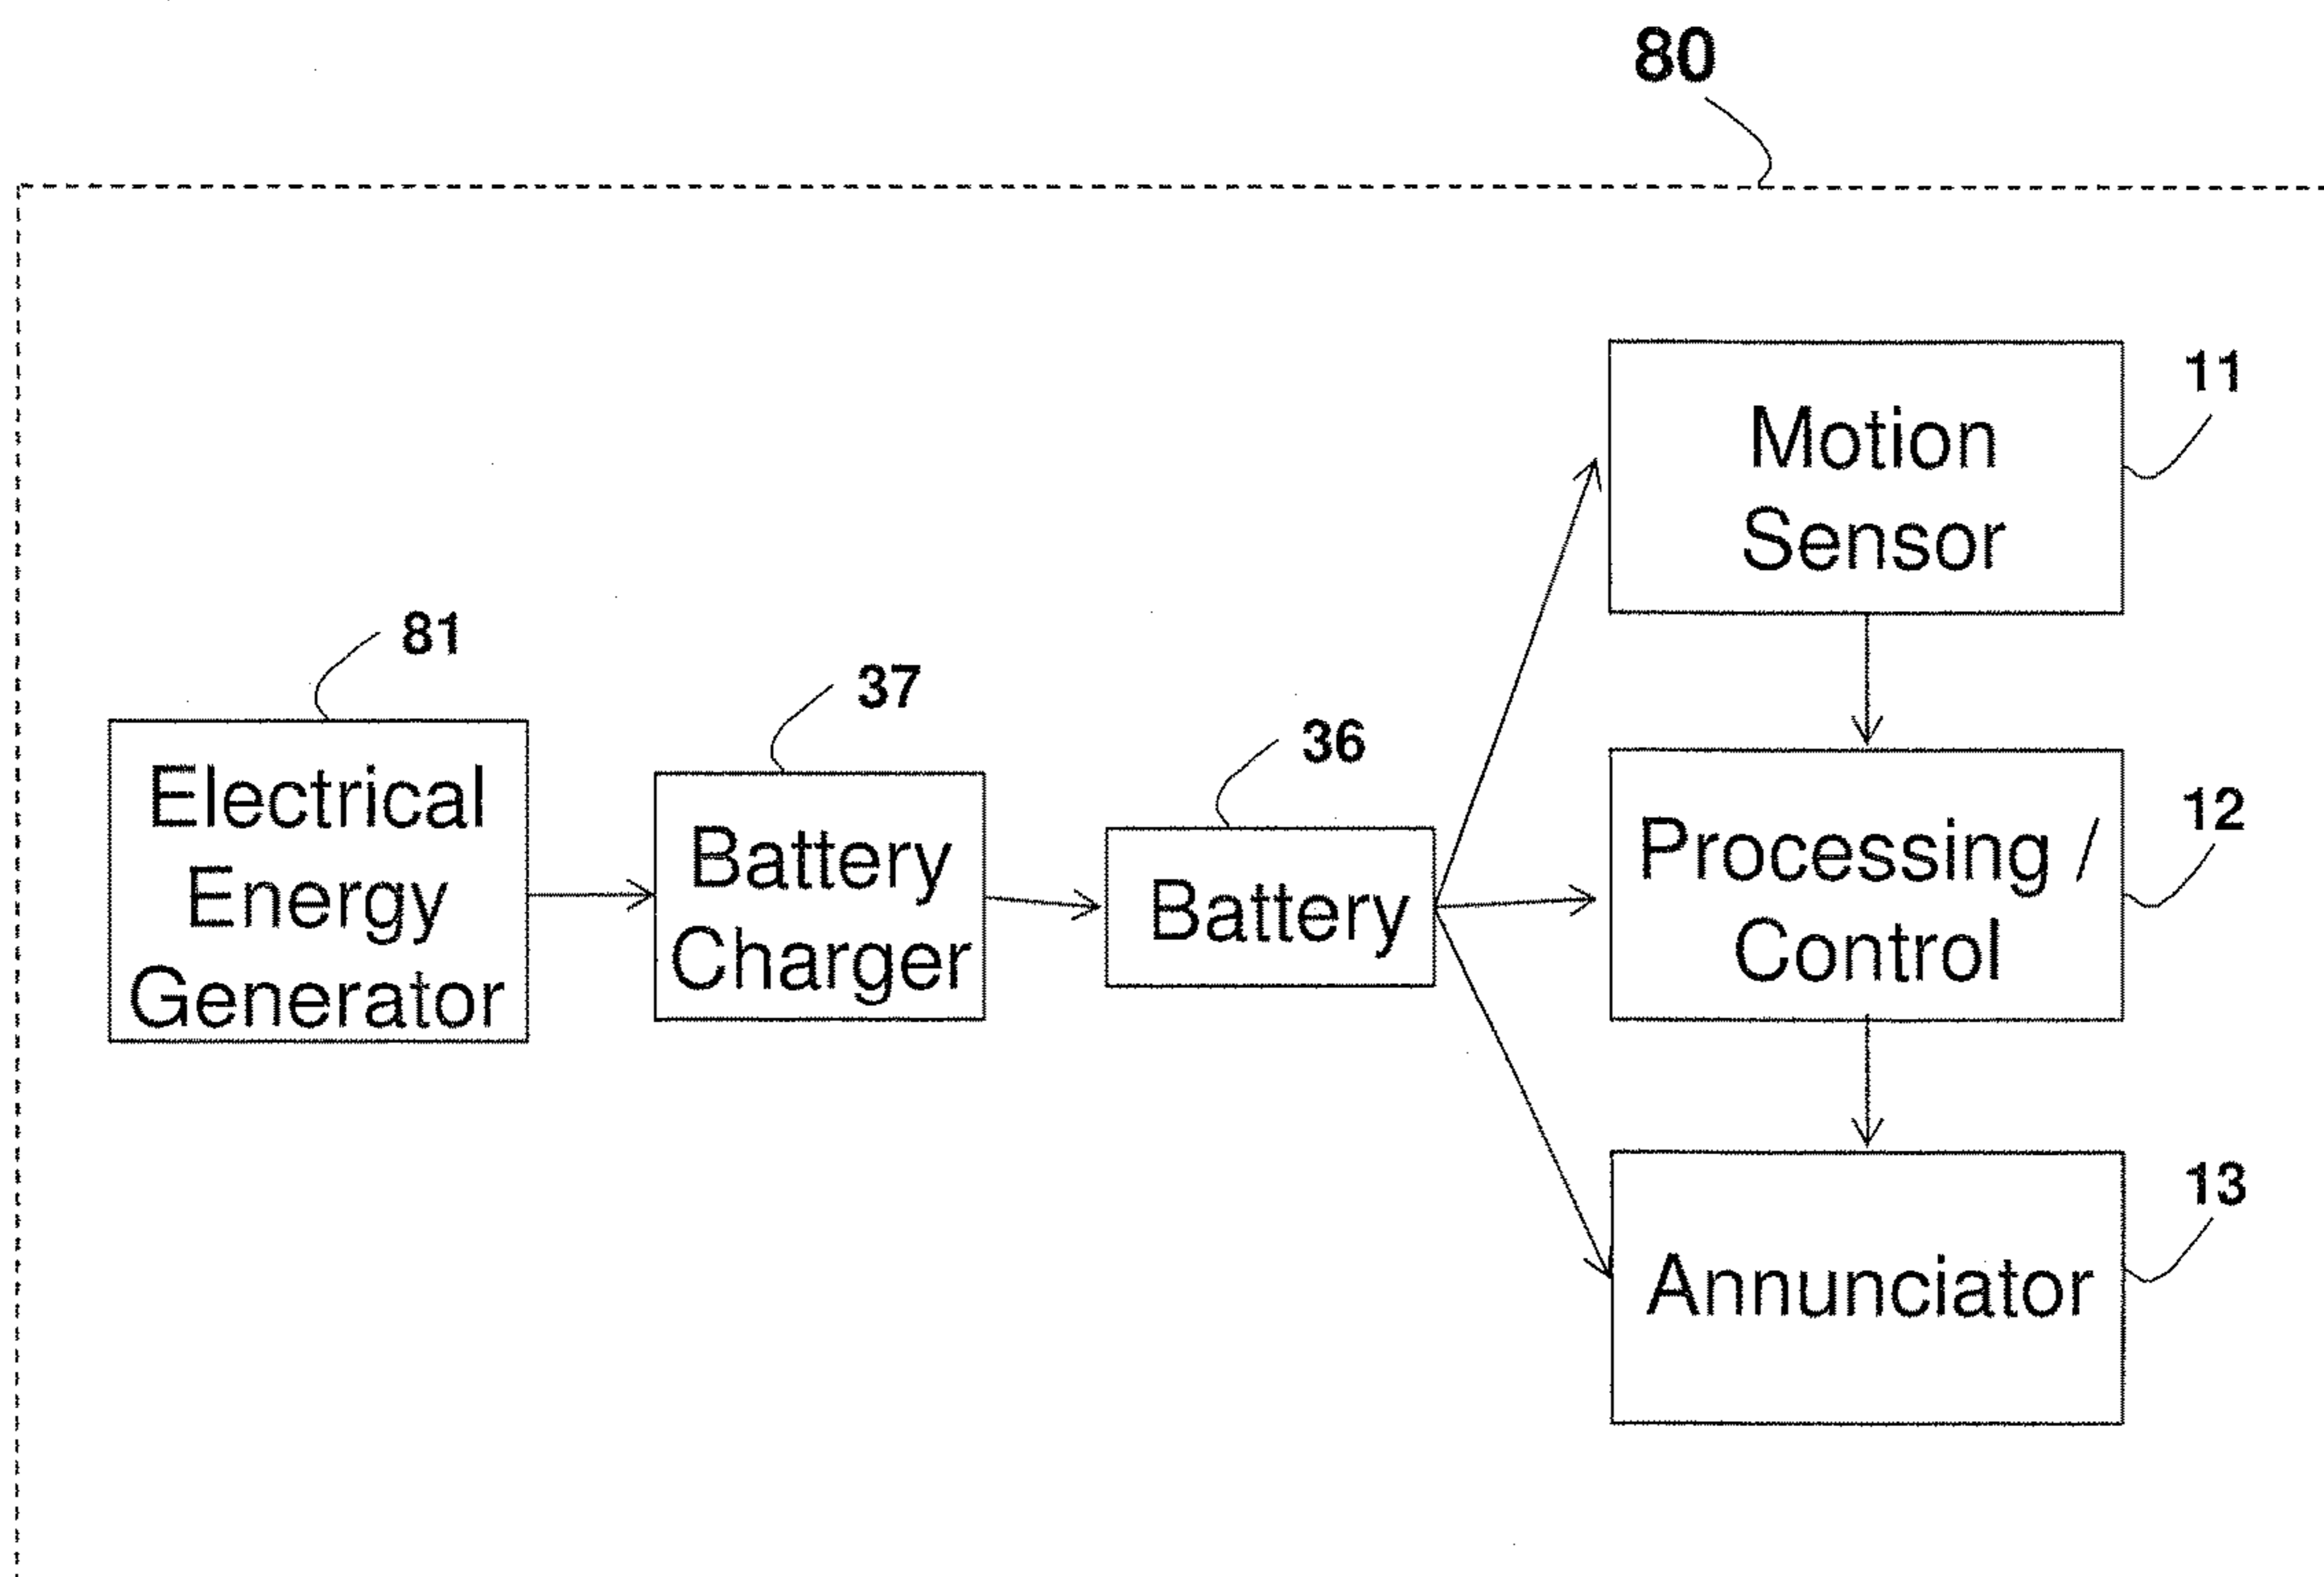 80
Motion
Sensor
11
81
Electrical
Energy
Generator
37
Battery
Charger
36
Battery
Processing /
Control
12
Annunciator
13